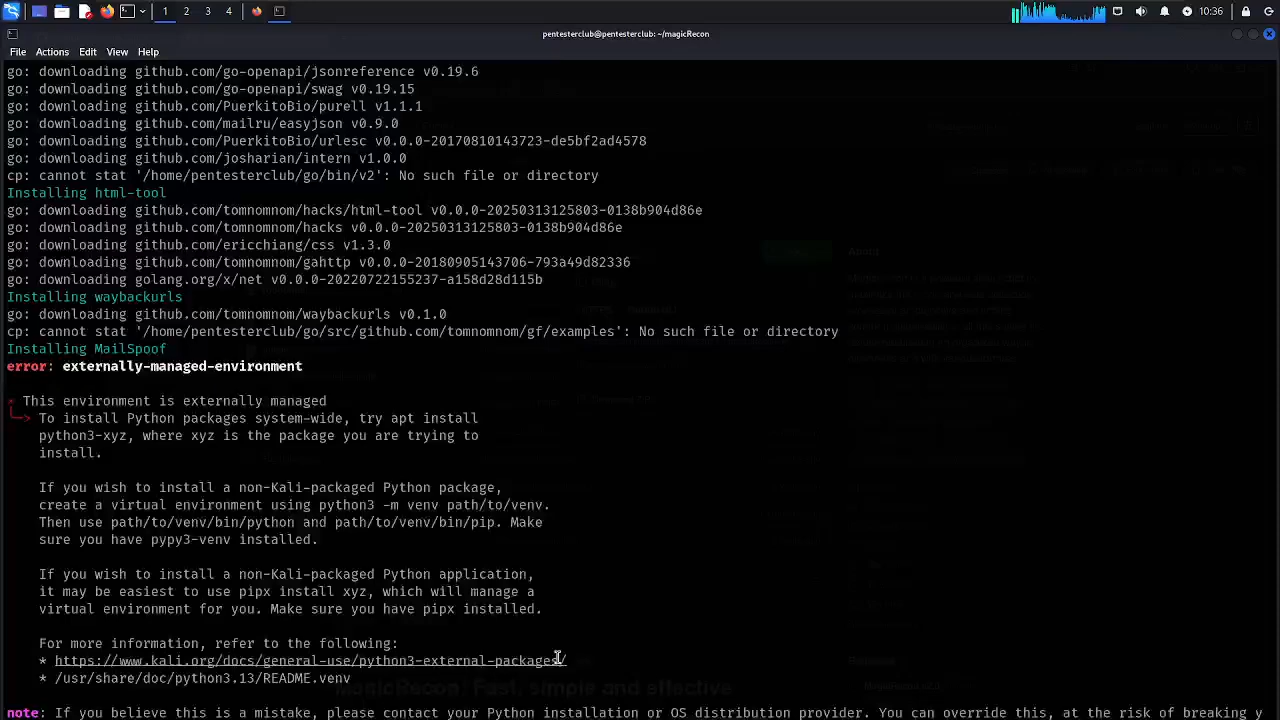 1 2 3 4 10:36
pentesterclub@pentesterclub: ~/magicRecon
File Actions Edit View Help
go: downloading github.com/go-openapi/jsonreference v0.19.6
go: downloading github.com/go-openapi/swag v0.19.15
go: downloading github.com/PuerkitoBio/purell v1.1.1
go: downloading github.com/mailru/easyjson v0.9.0
go: downloading github.com/PuerkitoBio/urlesc v0.0.0-20170810143723-de5bf2ad4578
go: downloading github.com/josharian/intern v1.0.0
cp: cannot stat '/home/pentesterclub/go/bin/v2': No such file or directory
Installing html-tool
go: downloading github.com/tomnomnom/hacks/html-tool v0.0.0-20250313125803-0138b904d86e
go: downloading github.com/tomnomnom/hacks v0.0.0-20250313125803-0138b904d86e
go: downloading github.com/ericchiang/css v1.3.0
go: downloading github.com/tomnomnom/gahttp v0.0.0-20180905143706-793a49d82336
go: downloading golang.org/x/net v0.0.0-20220722155237-a158d28d115b
Installing waybackurls
go: downloading github.com/tomnomnom/waybackurls v0.1.0
cp: cannot stat '/home/pentesterclub/go/src/github.com/tomnomnom/gf/examples': No such file or directory
Installing MailSpoof
error: externally-managed-environment
× This environment is externally managed
╰─> To install Python packages system-wide, try apt install
python3-xyz, where xyz is the package you are trying to
install.
If you wish to install a non-Kali-packaged Python package,
create a virtual environment using python3 -m venv path/to/venv.
Then use path/to/venv/bin/python and path/to/venv/bin/pip. Make
sure you have pypy3-venv installed.
If you wish to install a non-Kali-packaged Python application,
it may be easiest to use pipx install xyz, which will manage a
virtual environment for you. Make sure you have pipx installed.
For more information, refer to the following:
* https://www.kali.org/docs/general-use/python3-external-packages/
* /usr/share/doc/python3.13/README.venv
MagicRecon: Fast, simple and effective
note: If you believe this is a mistake, please contact your Python installation or OS distribution provider. You can override this, at the risk of breaking y